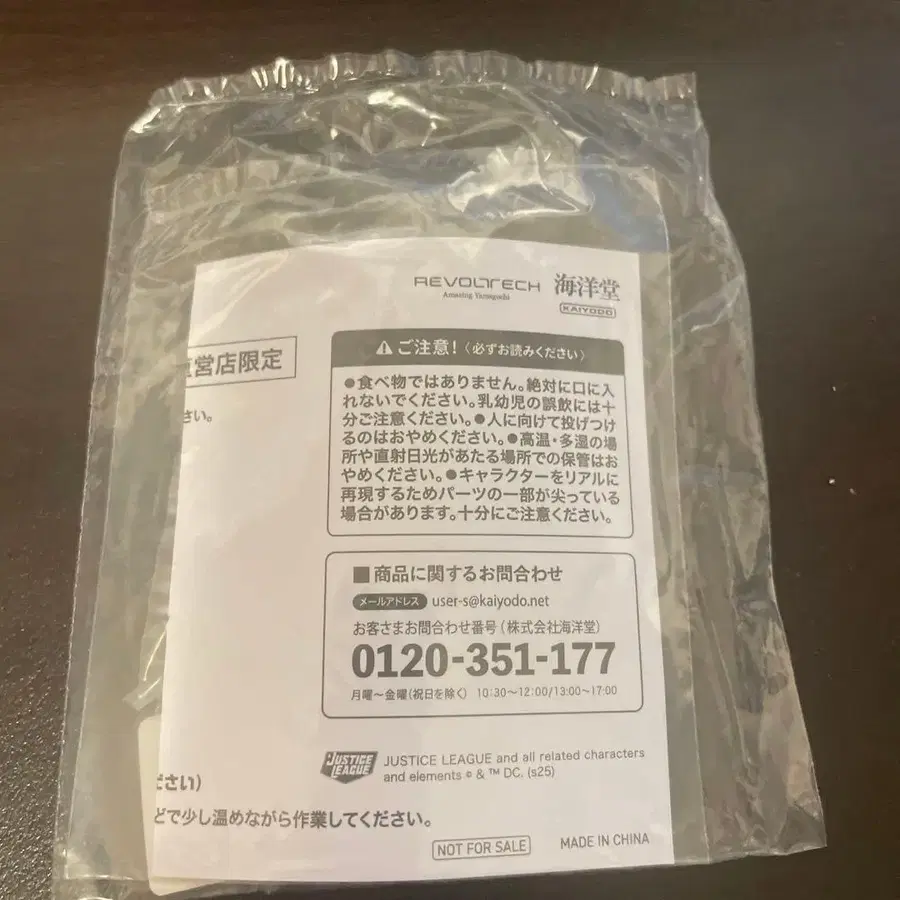 REVOLTECH 海洋堂
Amazing Yamaguchi KAIYODO
営店限定
さい。
ご注意!(必ずお読みください)
●食べ物ではありません。絶対に口に入
れないでください。乳幼児の誤飲には十
分ご注意ください。●人に向けて投げつけ
るのはおやめください。●高温・多湿の場
所や直射日光があたる場所での保管はお
やめください。●キャラクターをリアルに
再現するためパーツの一部が尖っている
場合があります。十分にご注意ください。
■商品に関するお問合わせ
メールアドレス user-s@kaiyodo.net
お客さまお問合わせ番号(株式会社海洋堂)
0120-351-177
月曜～金曜(祝日を除く) 10:30～12:00/13:00～17:00
JUSTICE LEAGUE
JUSTICE LEAGUE and all related characters
and elements © & ™ DC. (s25)
ださい)
どで少し温めながら作業してください。
NOT FOR SALE MADE IN CHINA